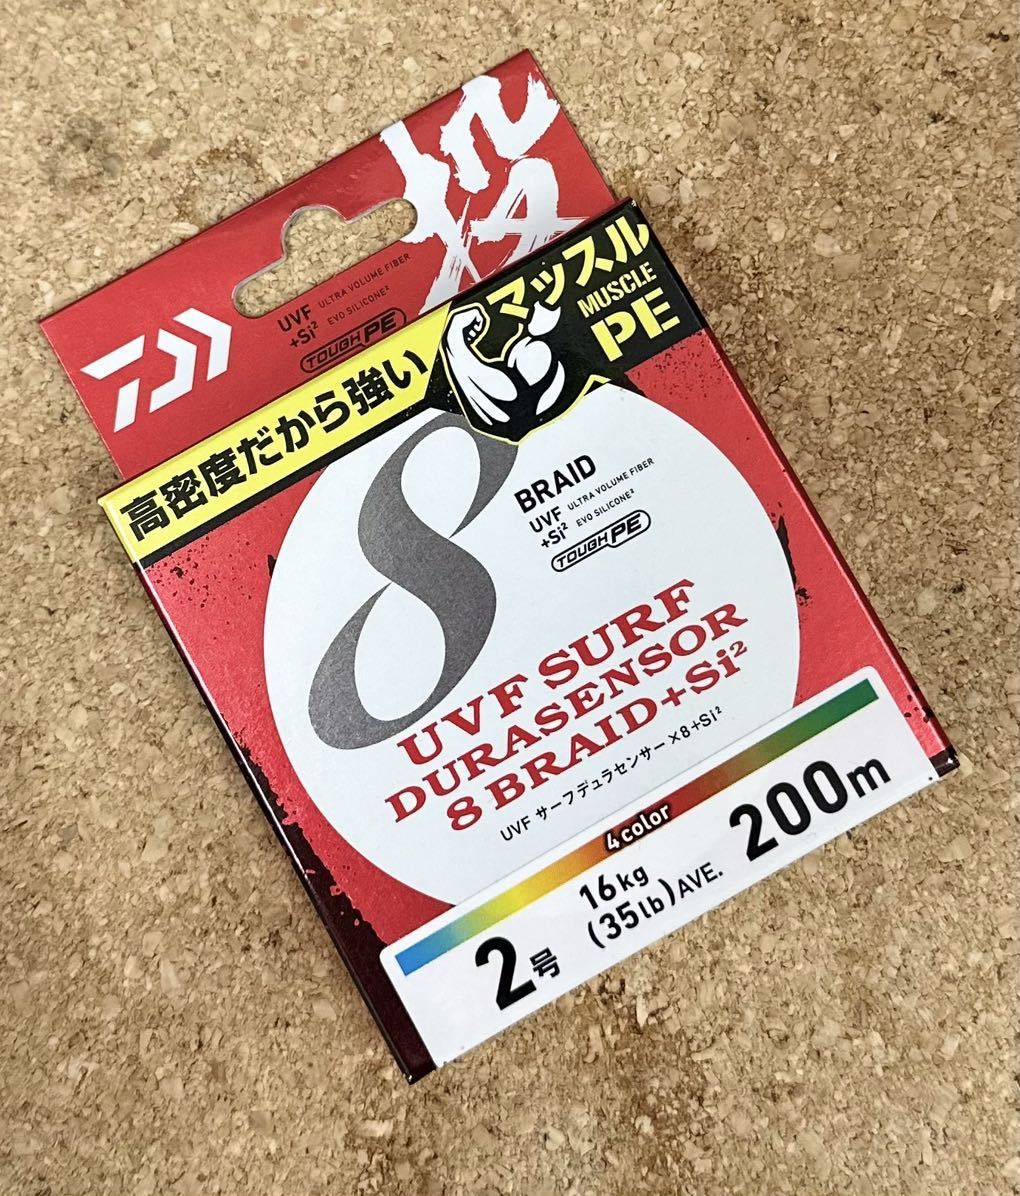 投
UVF ULTRA VOLUME FIBER
+Si² EVO SILICONE²
TOUGH PE
高密度だから強い
マッスル
MUSCLE
PE
8
BRAID
UVF ULTRA VOLUME FIBER
+Si² EVO SILICONE²
TOUGH PE
UVF SURF
DURASENSOR
8 BRAID+Si²
UVF サーフデュラセンサー×8+Si²
4color
2号 16kg (35lb) AVE. 200m